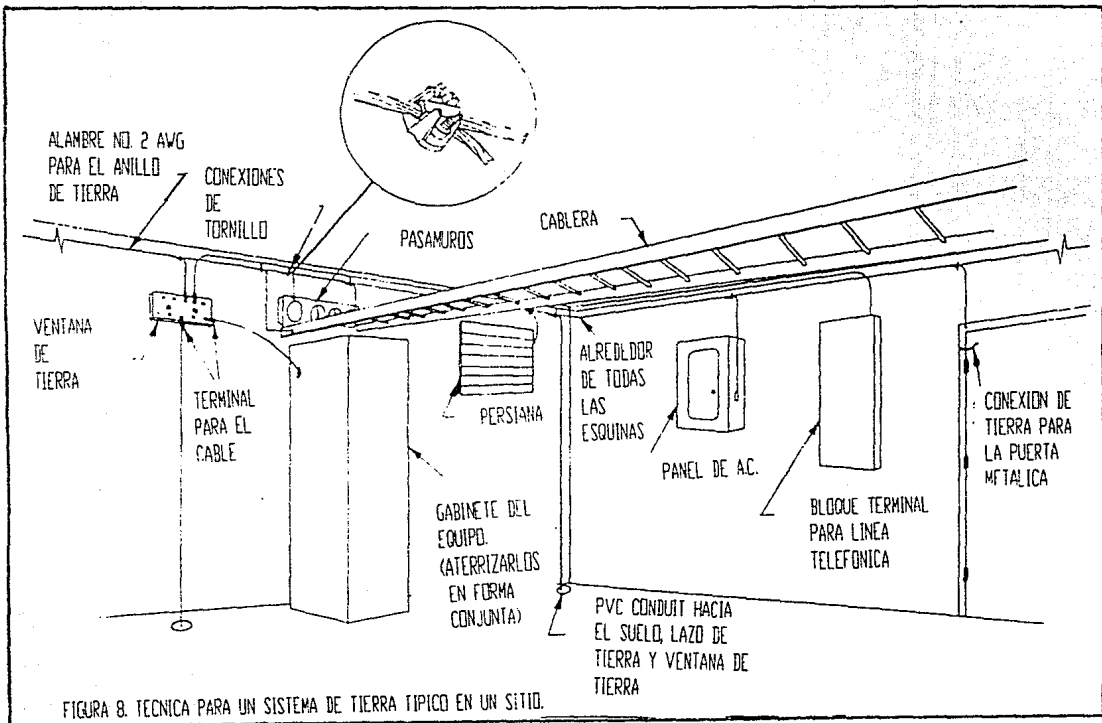 ALAMBRE NO. 2 AWG
PARA EL ANILLO
DE TIERRA
CONEXIONES
DE
TORNILLO
PASAMUROS
CABLERA
VENTANA
DE
TIERRA
TERMINAL
PARA EL
CABLE
PERSIANA
ALREDEDOR
DE TODAS
LAS
ESQUINAS
PANEL DE A.C.
CONEXION DE
TIERRA PARA
LA PUERTA
METALICA
GABINETE DEL
EQUIPO.
(ATERRIZARLOS
EN FORMA
CONJUNTA)
BLOQUE TERMINAL
PARA LINEA
TELEFONICA
PVC CONDUIT HACIA
EL SUELO, LAZO DE
TIERRA Y VENTANA DE
TIERRA
FIGURA 8. TECNICA PARA UN SISTEMA DE TIERRA TIPICO EN UN SITIO.